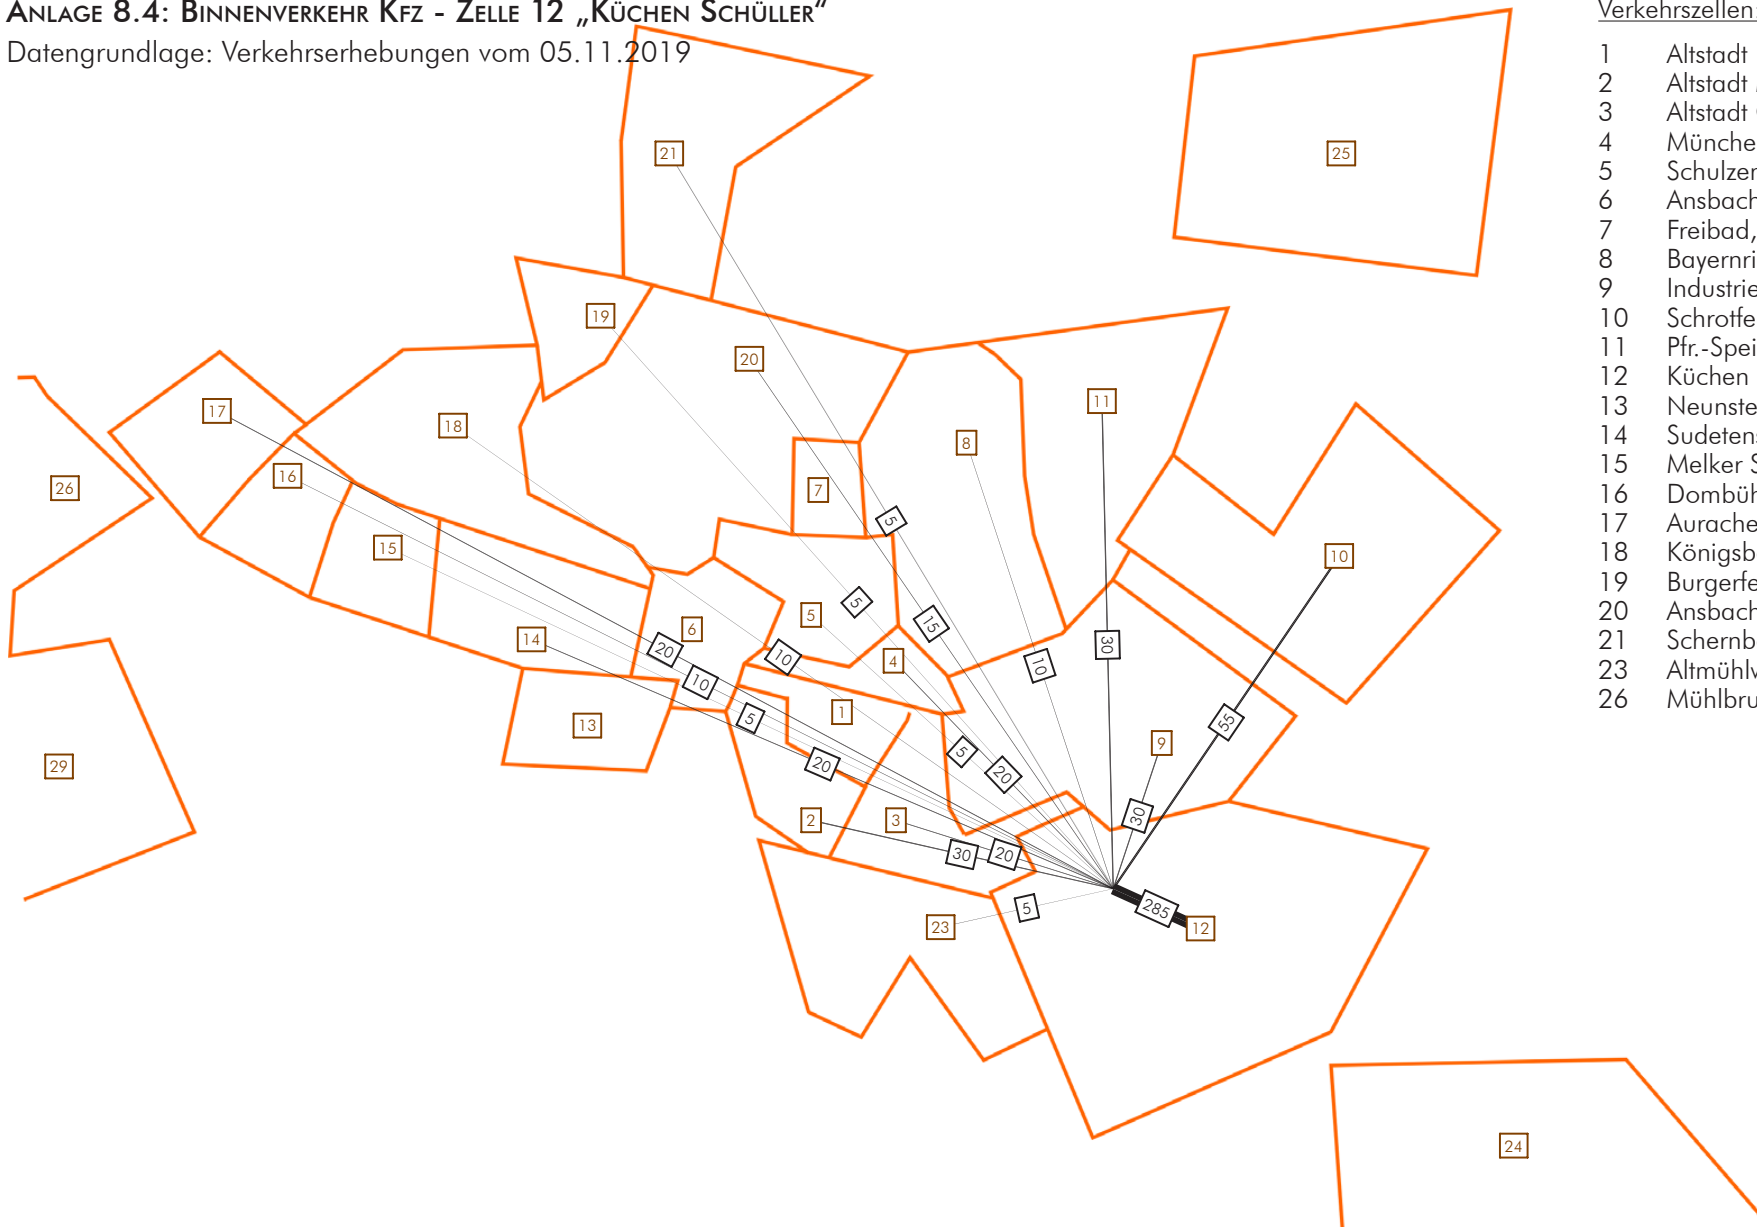 ANLAGE 8.4: BINNENVERKEHR KFZ - ZELLE 12 „KÜCHEN SCHÜLLER“
Datengrundlage: Verkehrserhebungen vom 05.11.2019
Verkehrszellen:
1 Altstadt
2 Altstadt
3 Altstadt
4 Münche
5 Schulzer
6 Ansbach
7 Freibad,
8 Bayernri
9 Industrie
10 Schrotfe
11 Pfr.-Spei
12 Küchen
13 Neunste
14 Sudeten
15 Melker S
16 Dombüh
17 Aurache
18 Königsb
19 Burgerfe
20 Ansbach
21 Schernb
23 Altmühlv
26 Mühlbru
21
25
19
20
17
18
11
8
16
26
7
15
5
10
5
5
15
14
6
20
10
4
30
10
10
13
1
5
5
20
55
9
29
20
2
3
30
30
20
5
285
23
12
24